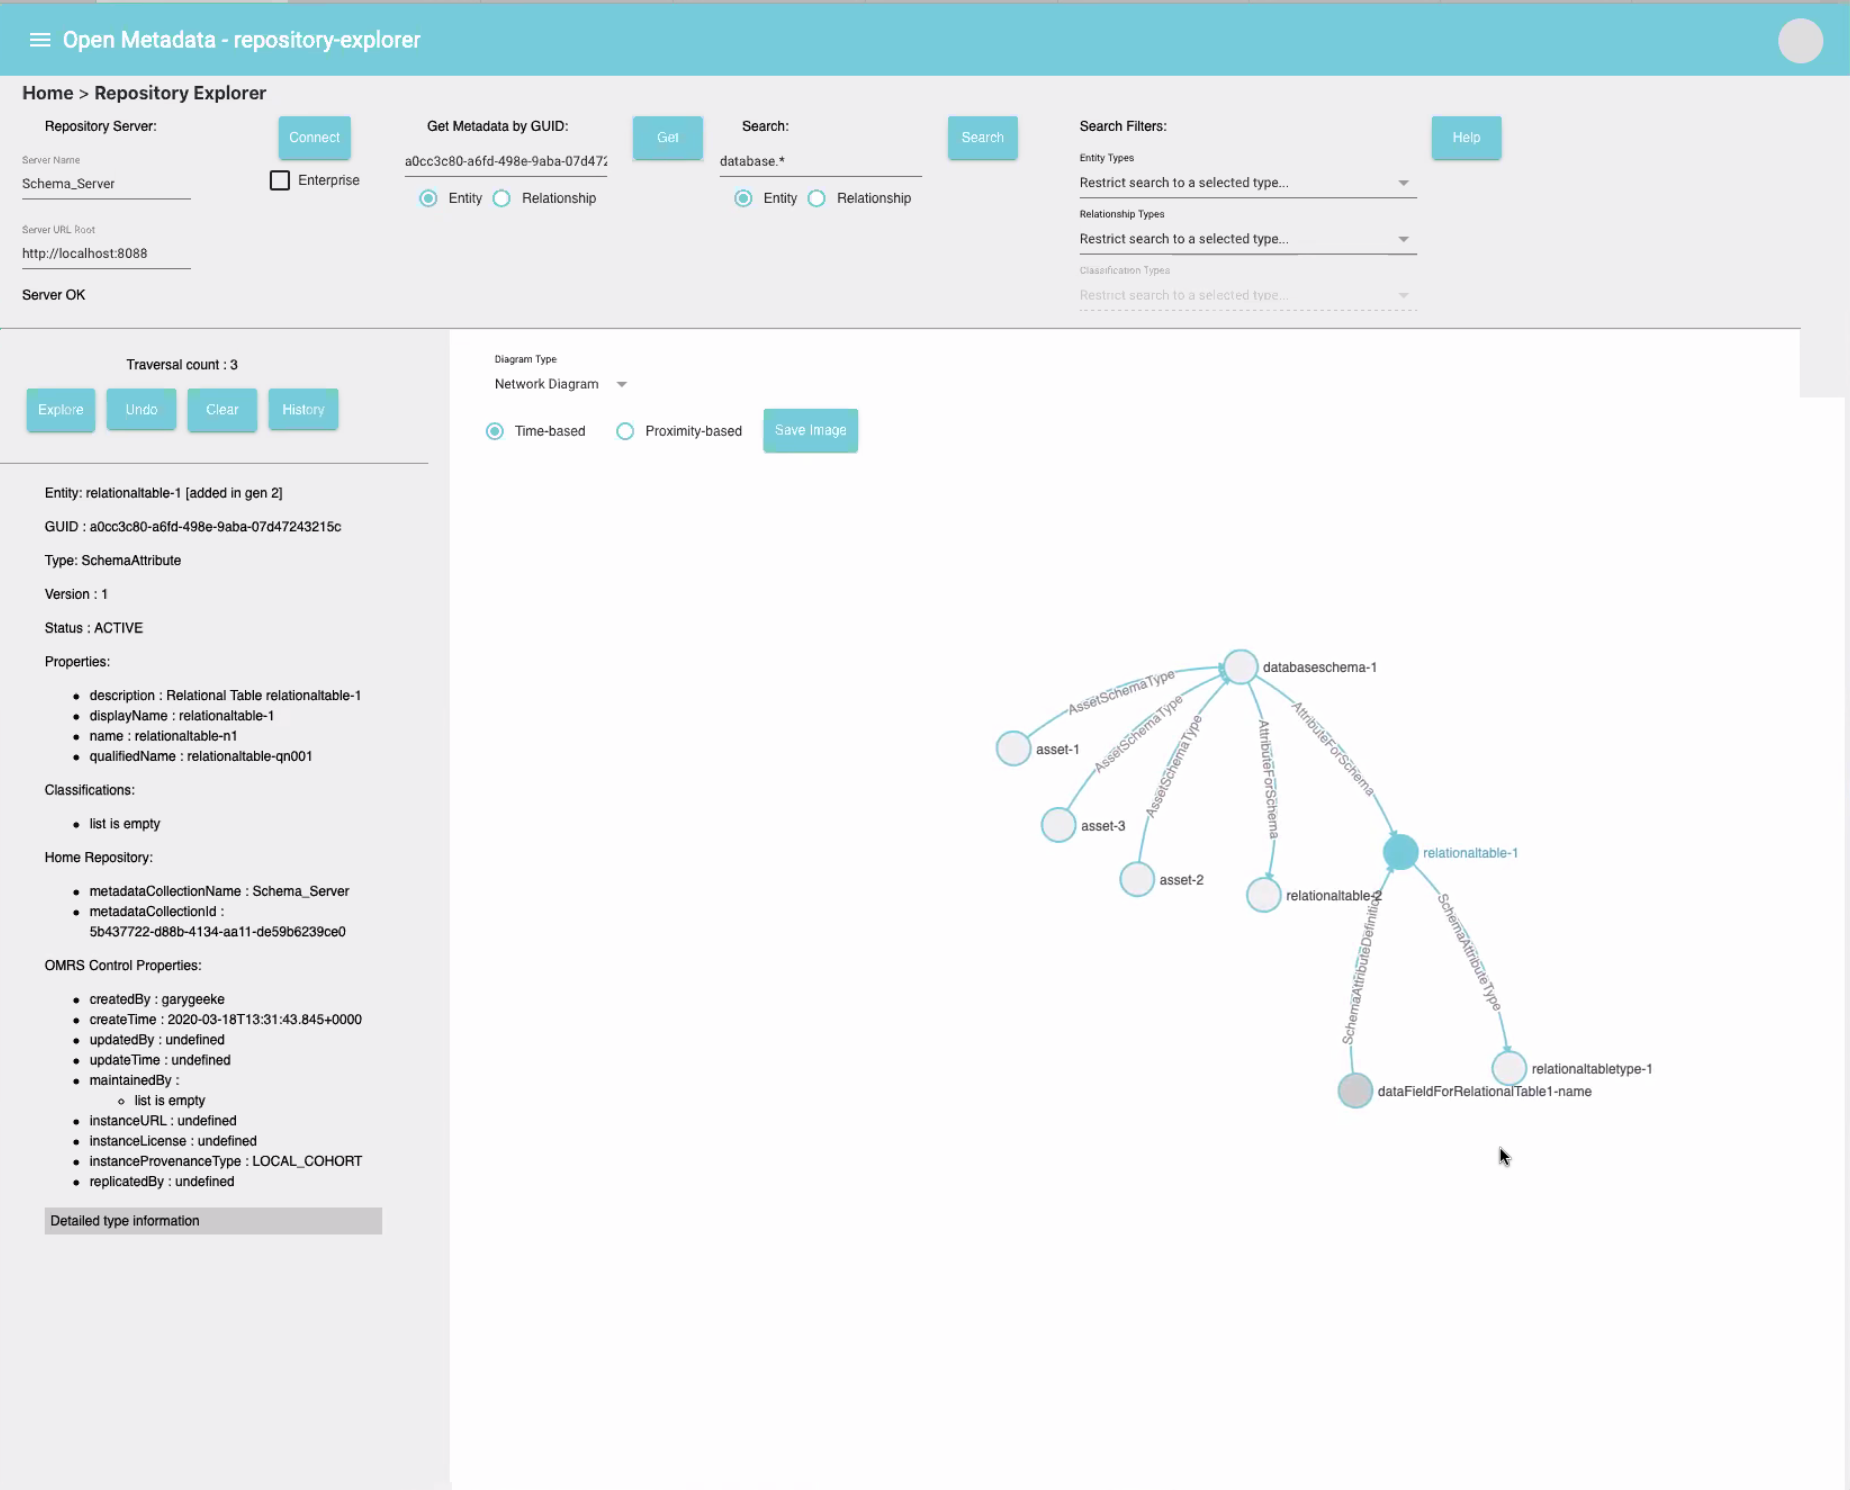 Open Metadata - repository-explorer
Home > Repository Explorer
Repository Server:
Connect
Get Metadata by GUID:
Get
Search:
Search
Search Filters:
Help
Server Name
Schema_Server
Enterprise
a0cc3c80-a6fd-498e-9aba-07d472
Entity
Relationship
database.*
Entity
Relationship
Entity Types
Restrict search to a selected type...
Relationship Types
Restrict search to a selected type...
Classification Types
Restrict search to a selected type...
Server URL Root
http://localhost:8088
Server OK
Traversal count : 3
Explore
Undo
Clear
History
Diagram Type
Network Diagram
Time-based
Proximity-based
Save Image
Entity: relationaltable-1 [added in gen 2]
GUID : a0cc3c80-a6fd-498e-9aba-07d47243215c
Type: SchemaAttribute
Version : 1
Status : ACTIVE
Properties:
description : Relational Table relationaltable-1
displayName : relationaltable-1
name : relationaltable-n1
qualifiedName : relationaltable-qn001
Classifications:
list is empty
Home Repository:
metadataCollectionName : Schema_Server
metadataCollectionId :
5b437722-d88b-4134-aa11-de59b6239ce0
OMRS Control Properties:
createdBy : garygeeke
createTime : 2020-03-18T13:31:43.845+0000
updatedBy : undefined
updateTime : undefined
maintainedBy :
list is empty
instanceURL : undefined
instanceLicense : undefined
instanceProvenanceType : LOCAL_COHORT
replicatedBy : undefined
Detailed type information
databaseschema-1
AssetSchemaType
AssetSchemaType
AssetSchemaType
AttributeForSchema
AttributeForSchema
asset-1
asset-3
asset-2
relationaltable-2
relationaltable-1
SchemaAttributeDefinitio
SchemaAttributeType
relationaltabletype-1
dataFieldForRelationalTable1-name